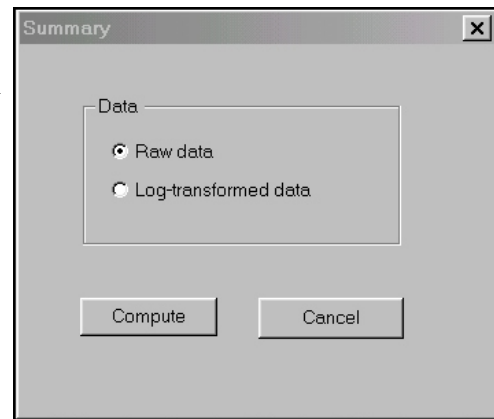 Summary
Data
Raw data
Log-transformed data
Compute
Cancel